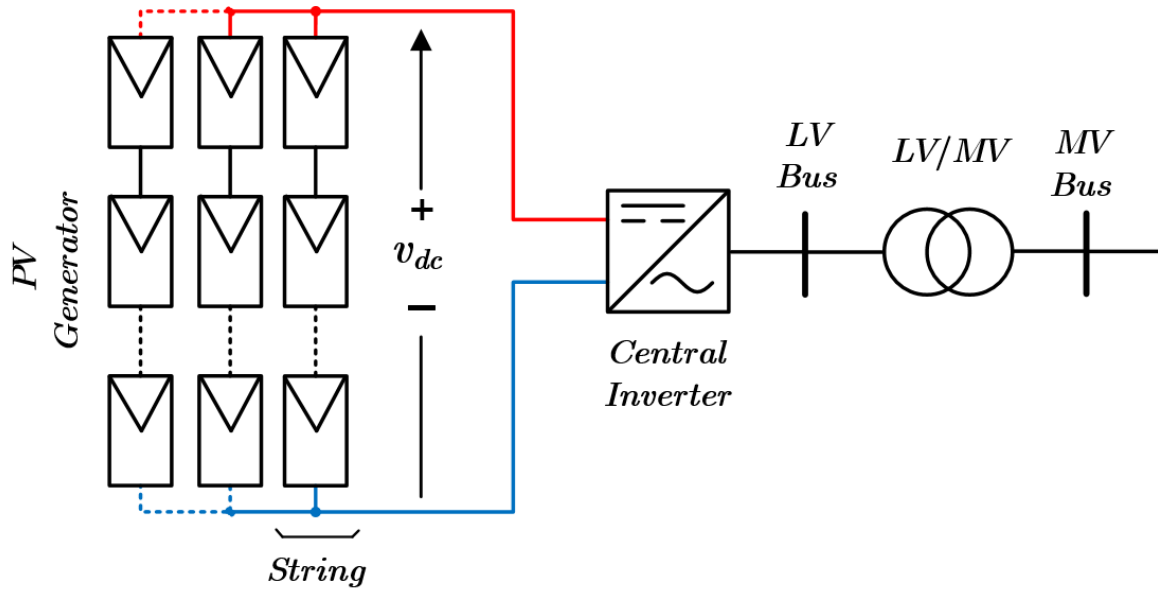 PV
Generator
+
v_dc
−
String
Central
Inverter
LV
Bus
LV/MV
MV
Bus